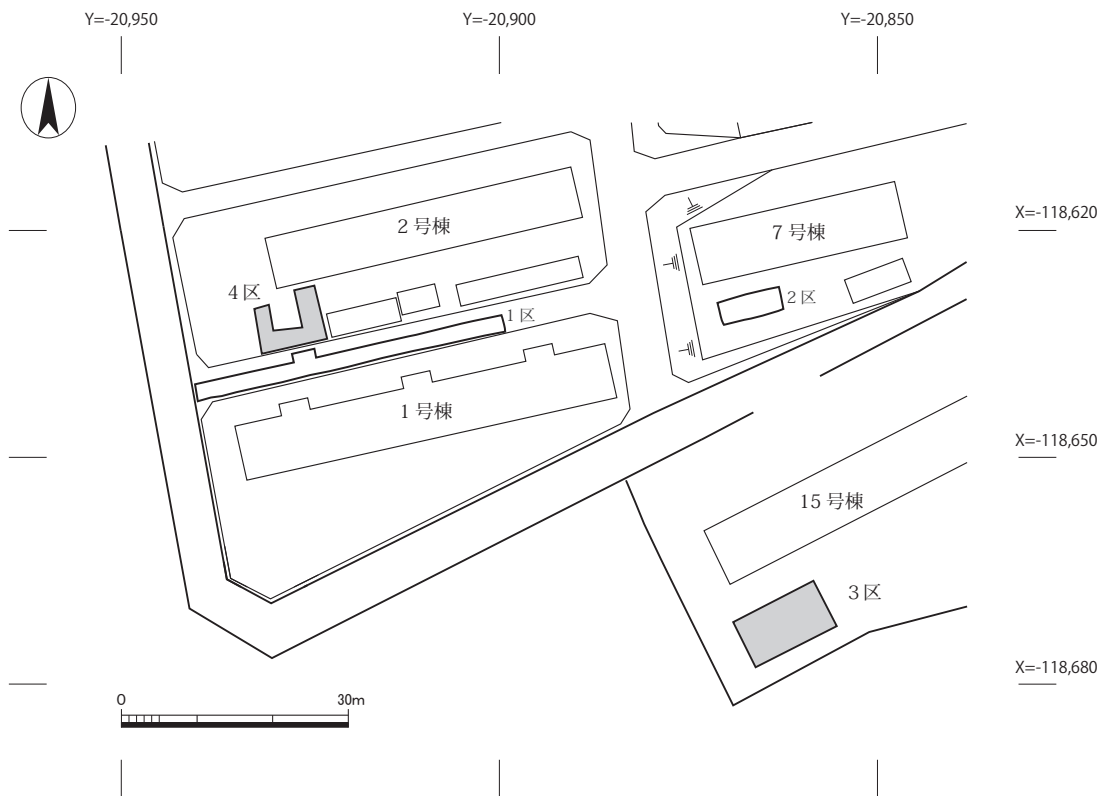 Y=-20,950
Y=-20,900
Y=-20,850
X=-118,620
2 号棟
7 号棟
4 区
2 区
1 区
1 号棟
X=-118,650
15 号棟
3 区
X=-118,680
0
30m